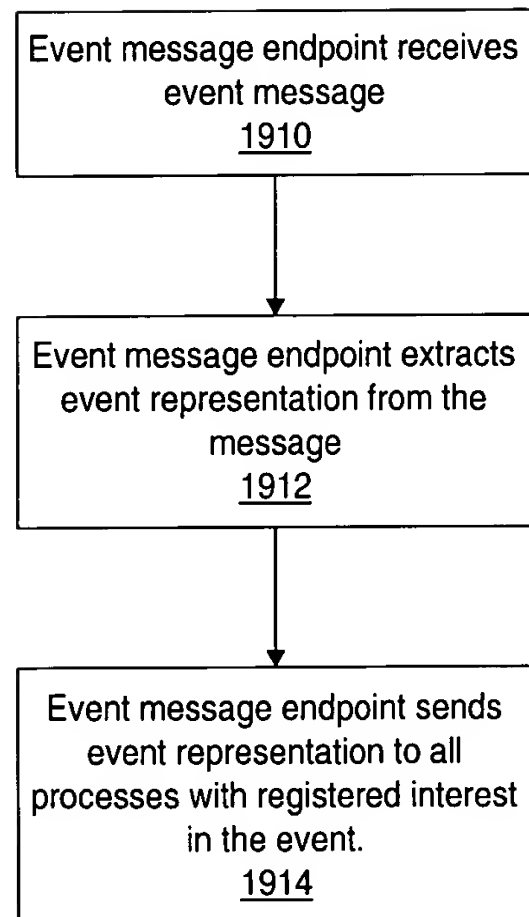 Event message endpoint receives
event message
1910
Event message endpoint extracts
event representation from the
message
1912
Event message endpoint sends
event representation to all
processes with registered interest
in the event.
1914